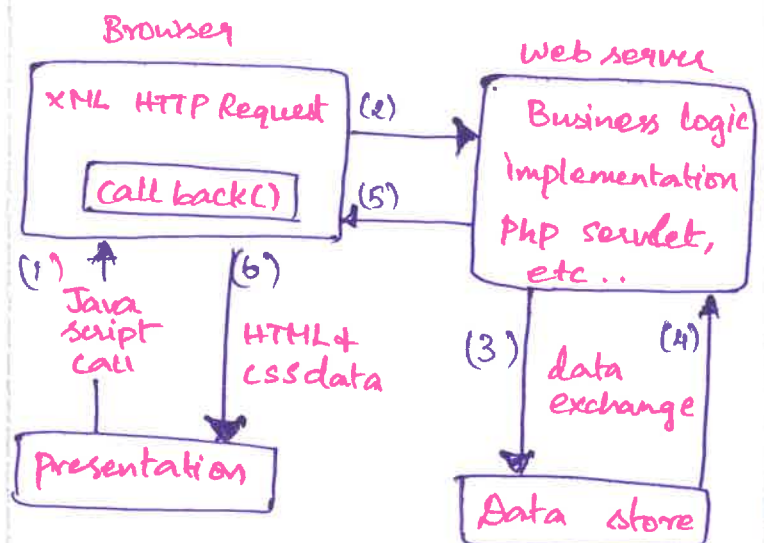 Browser
XML HTTP Request
Call back()
(1)
Java
script
call
(2)
(5)
(6)
HTML &
CSS data
Presentation
Web server
Business logic
implementation
Php servlet,
etc ..
(3)
data
exchange
(4)
Data store